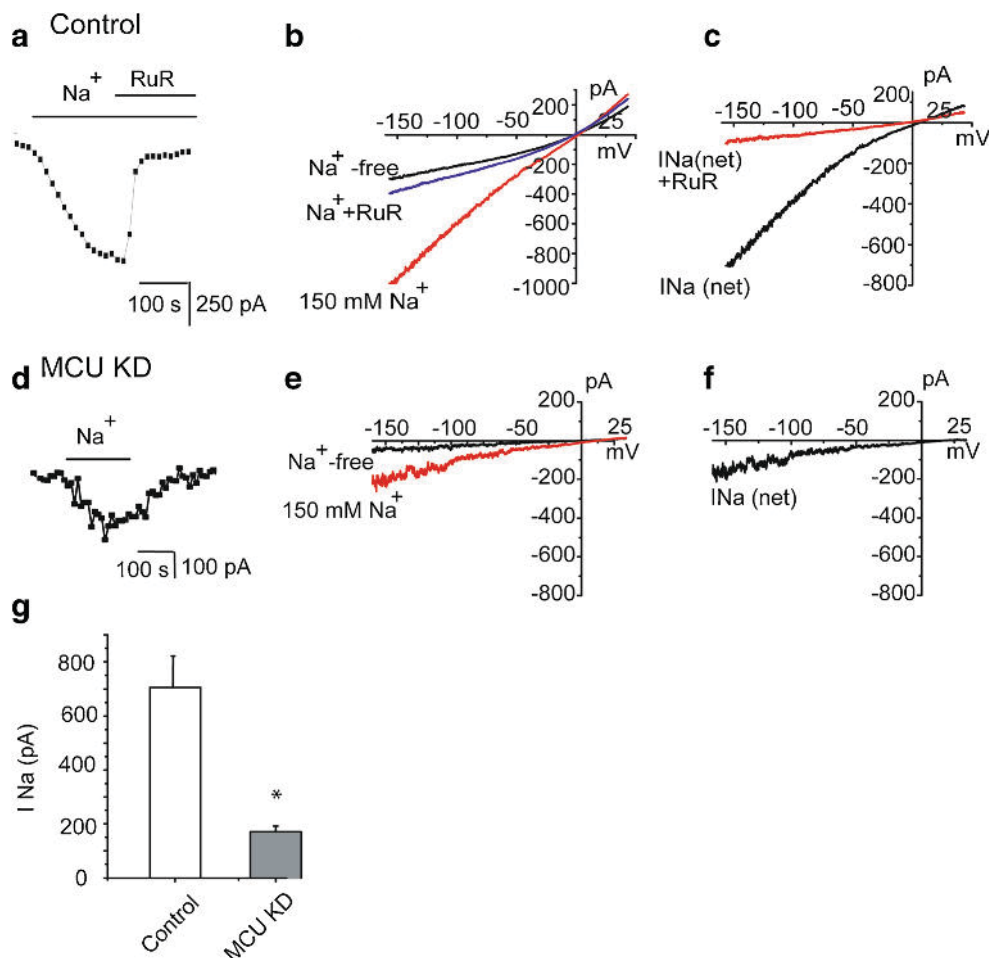 a Control
Na+ RuR
100 s 250 pA
b
pA
200
-150 -100 -50 25
mV
Na+-free
Na++RuR
150 mM Na+
-200
-400
-600
-800
-1000
c
pA
200
-150 -100 -50 25
mV
INa(net)
+RuR
INa (net)
-200
-400
-600
-800
d MCU KD
Na+
100 s 100 pA
e
pA
200
-150 -100 -50 25
mV
Na+-free
150 mM Na+
-200
-400
-600
-800
f
pA
200
-150 -100 -50 25
mV
INa (net)
-200
-400
-600
-800
g
I Na (pA)
800
600
400
200
0
*
Control
MCU KD